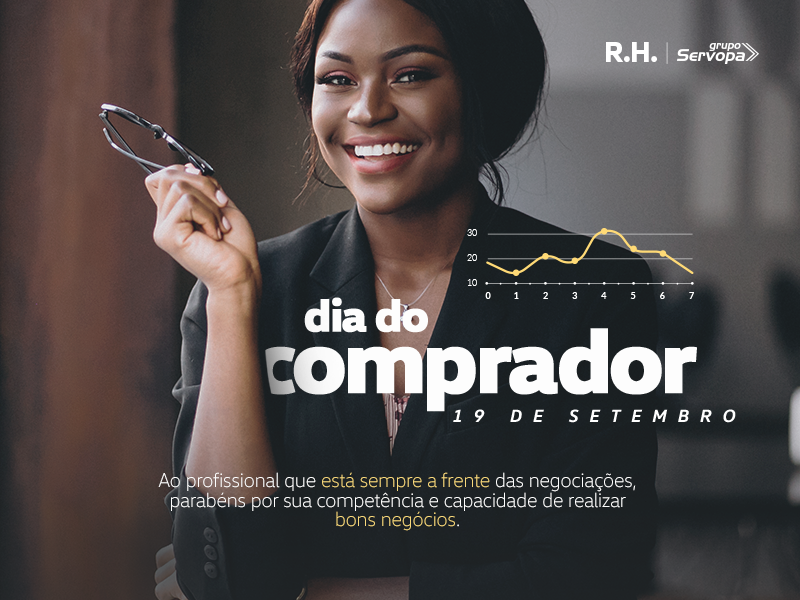 R.H. | grupo
Servopa
30
20
10
0 1 2 3 4 5 6 7
dia do
comprador
19 DE SETEMBRO
Ao profissional que está sempre a frente das negociações,
parabéns por sua competência e capacidade de realizar
bons negócios.